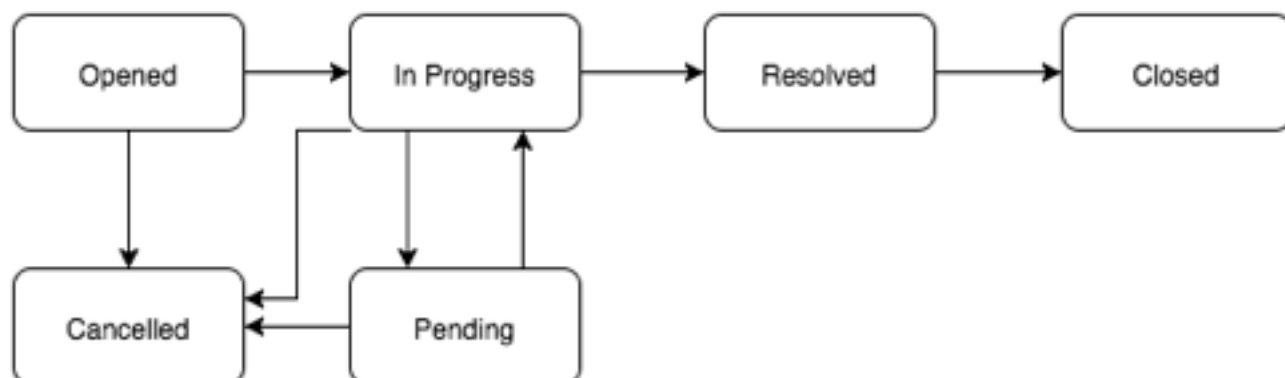 Opened
In Progress
Resolved
Closed
Cancelled
Pending